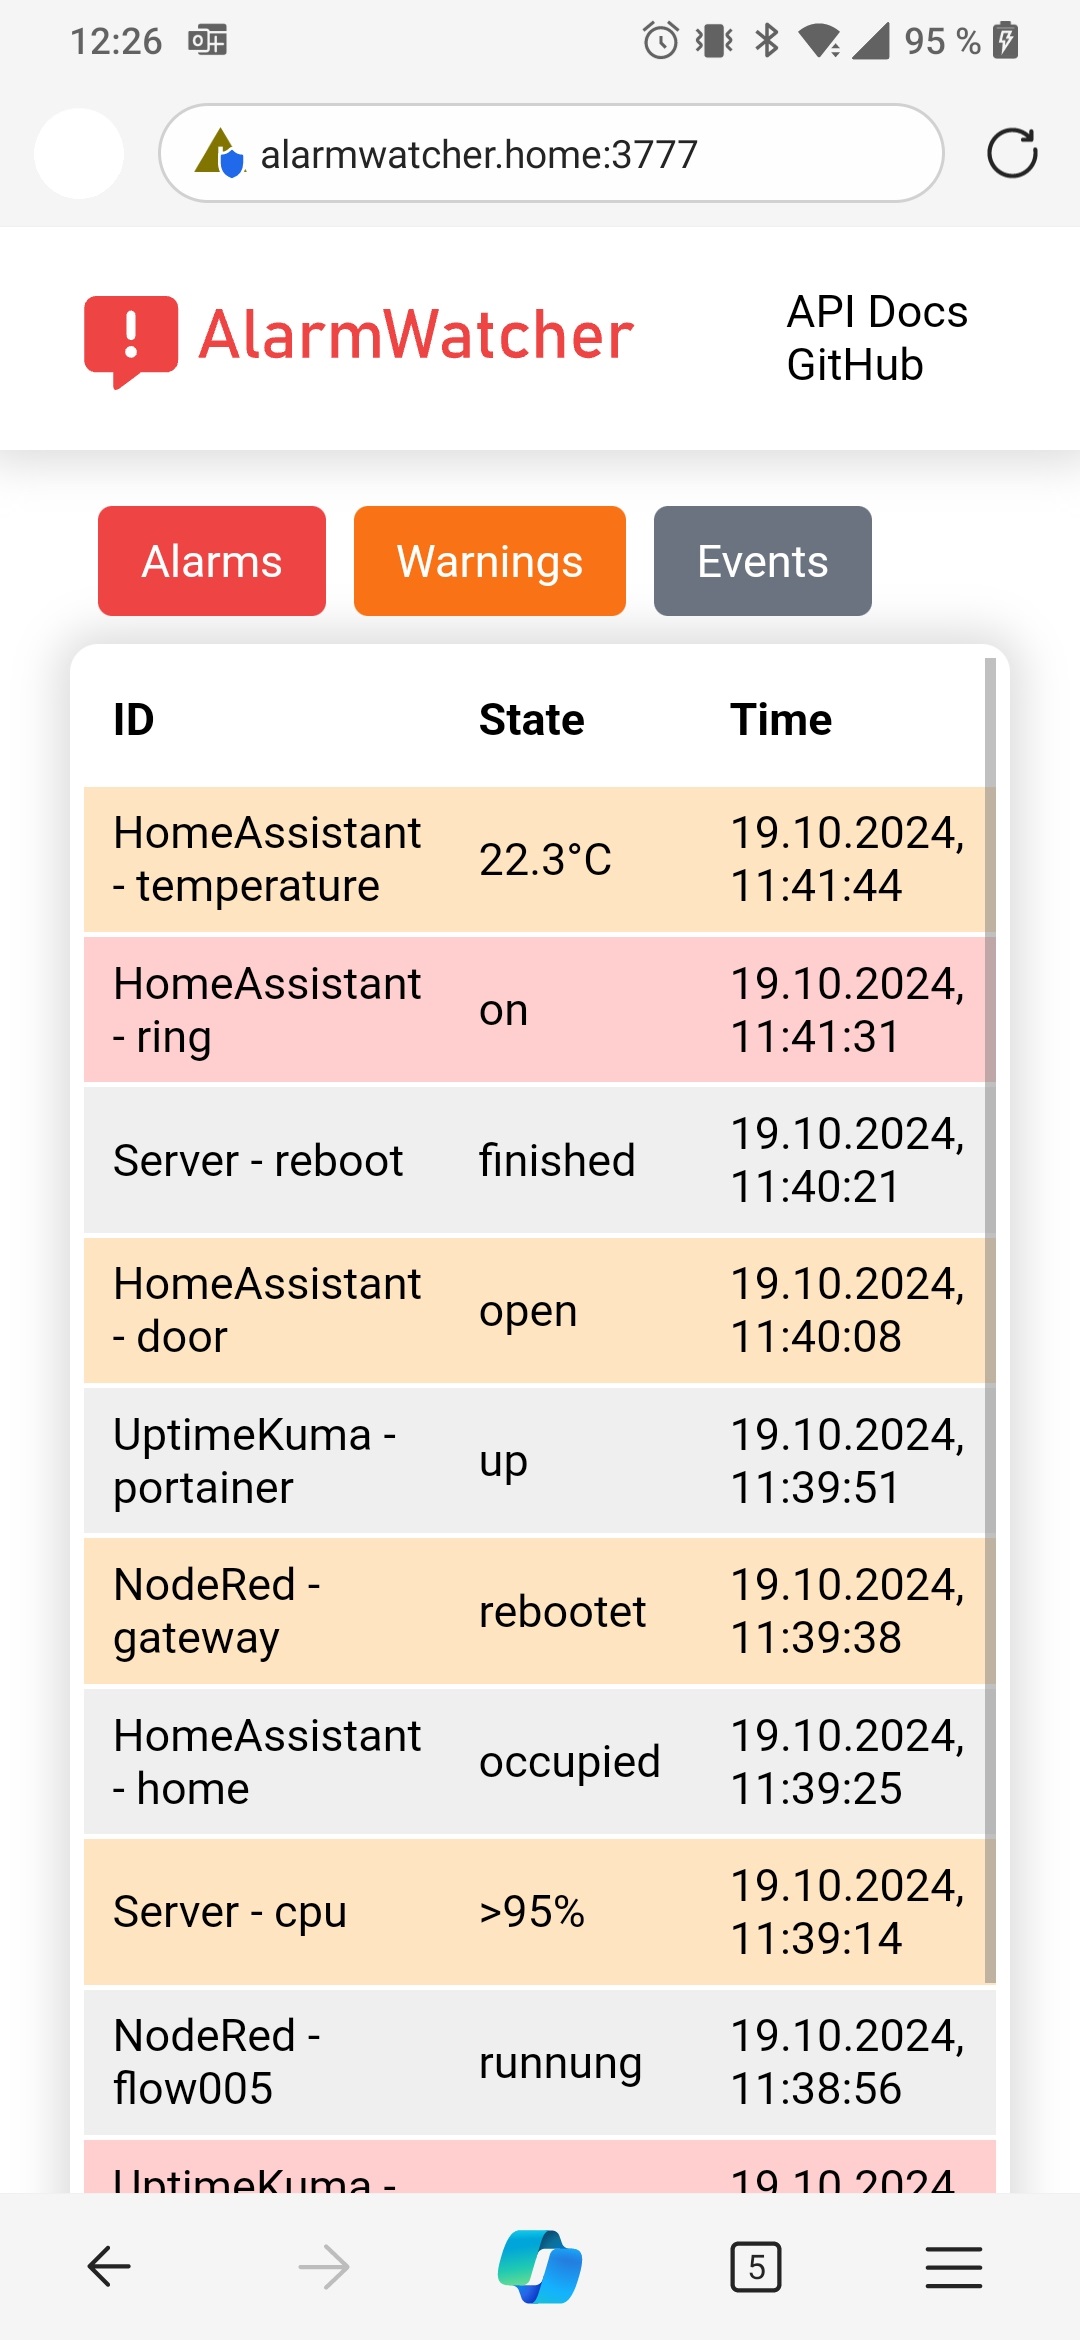 12:26
95 %
alarmwatcher.home:3777
AlarmWatcher
API Docs
GitHub
Alarms
Warnings
Events
ID
State
Time
HomeAssistant
- temperature
22.3°C
19.10.2024,
11:41:44
HomeAssistant
- ring
on
19.10.2024,
11:41:31
Server - reboot
finished
19.10.2024,
11:40:21
HomeAssistant
- door
open
19.10.2024,
11:40:08
UptimeKuma -
portainer
up
19.10.2024,
11:39:51
NodeRed -
gateway
rebootet
19.10.2024,
11:39:38
HomeAssistant
- home
occupied
19.10.2024,
11:39:25
Server - cpu
>95%
19.10.2024,
11:39:14
NodeRed -
flow005
runnung
19.10.2024,
11:38:56
UptimeKuma -
19.10.2024
5